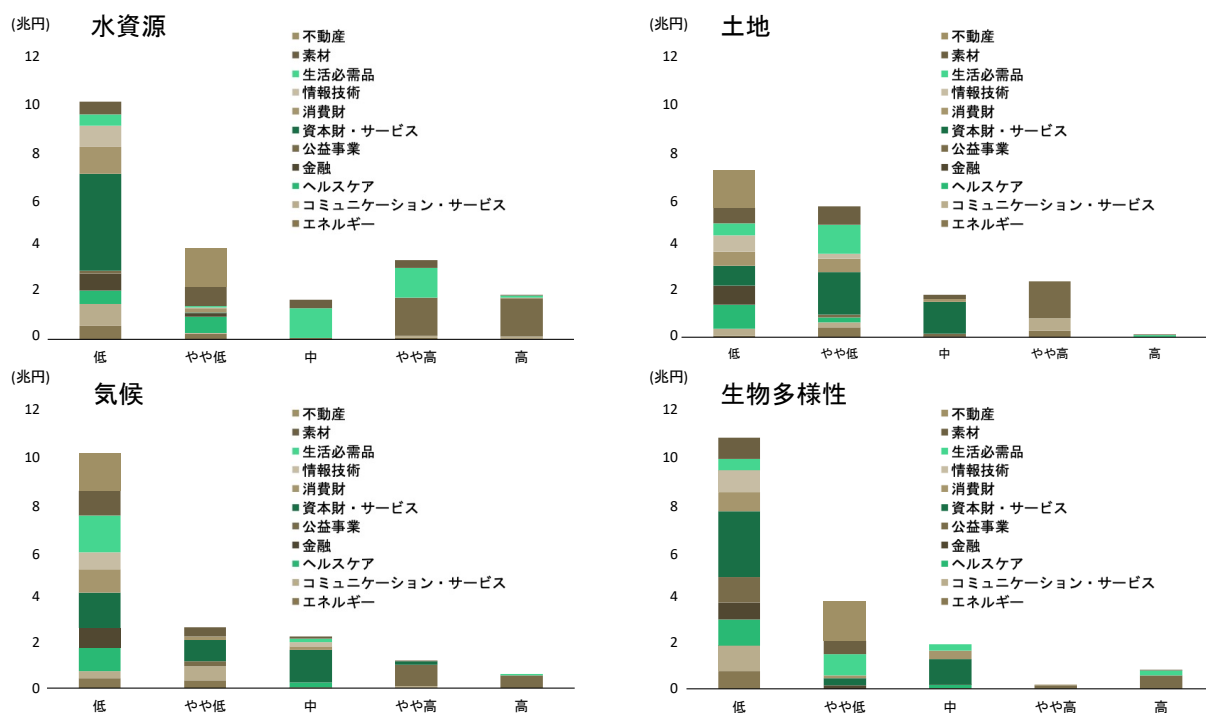 (兆円)
水資源
12
10
8
6
4
2
0
不動産
素材
生活必需品
情報技術
消費財
資本財・サービス
公益事業
金融
ヘルスケア
コミュニケーション・サービス
エネルギー
低
やや低
中
やや高
高
(兆円)
土地
12
10
8
6
4
2
0
不動産
素材
生活必需品
情報技術
消費財
資本財・サービス
公益事業
金融
ヘルスケア
コミュニケーション・サービス
エネルギー
低
やや低
中
やや高
高
(兆円)
気候
12
10
8
6
4
2
0
不動産
素材
生活必需品
情報技術
消費財
資本財・サービス
公益事業
金融
ヘルスケア
コミュニケーション・サービス
エネルギー
低
やや低
中
やや高
高
(兆円)
生物多様性
12
10
8
6
4
2
0
不動産
素材
生活必需品
情報技術
消費財
資本財・サービス
公益事業
金融
ヘルスケア
コミュニケーション・サービス
エネルギー
低
やや低
中
やや高
高